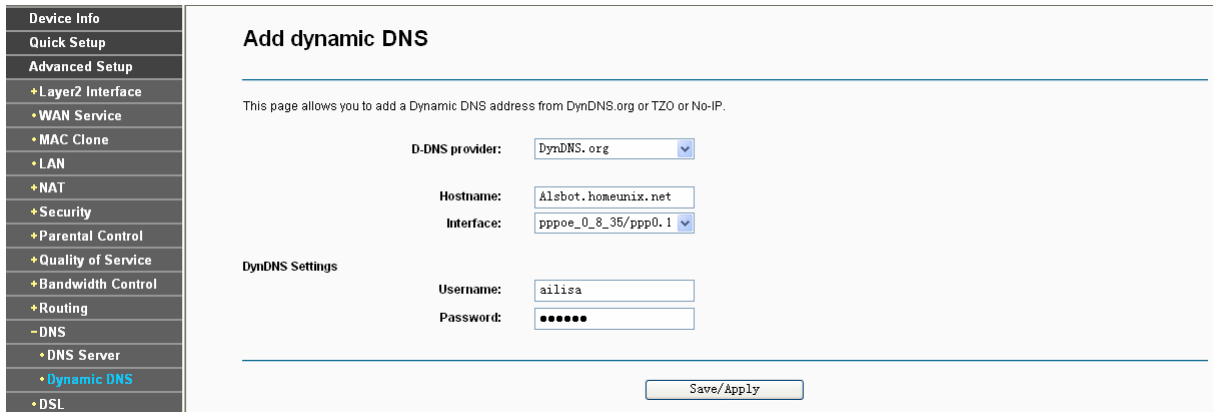 Device Info
Quick Setup
Advanced Setup
+Layer2 Interface
•WAN Service
•MAC Clone
•LAN
+NAT
+Security
+Parental Control
+Quality of Service
+Bandwidth Control
+Routing
-DNS
•DNS Server
•Dynamic DNS
•DSL
Add dynamic DNS
This page allows you to add a Dynamic DNS address from DynDNS.org or TZO or No-IP.
D-DNS provider: DynDNS.org
Hostname: Alsbot.homeunix.net
Interface: pppoe_0_8_35/ppp0.1
DynDNS Settings
Username: ailisa
Password: ●●●●●●
Save/Apply